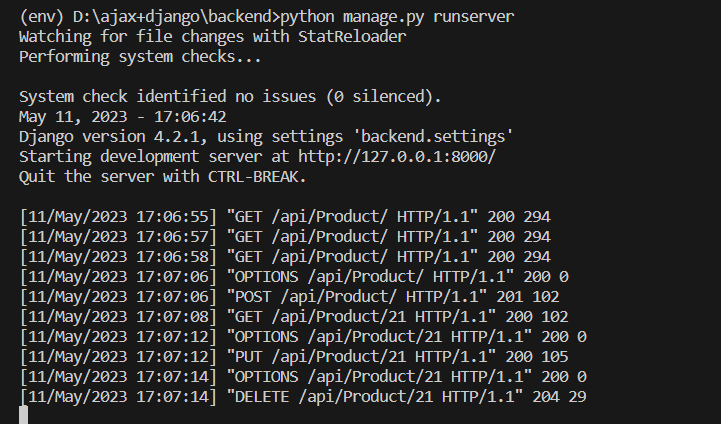 (env) D:\ajax+django\backend>python manage.py runserver
Watching for file changes with StatReloader
Performing system checks...
System check identified no issues (0 silenced).
May 11, 2023 - 17:06:42
Django version 4.2.1, using settings 'backend.settings'
Starting development server at http://127.0.0.1:8000/
Quit the server with CTRL-BREAK.
[11/May/2023 17:06:55] "GET /api/Product/ HTTP/1.1" 200 294
[11/May/2023 17:06:57] "GET /api/Product/ HTTP/1.1" 200 294
[11/May/2023 17:06:58] "GET /api/Product/ HTTP/1.1" 200 294
[11/May/2023 17:07:06] "OPTIONS /api/Product/ HTTP/1.1" 200 0
[11/May/2023 17:07:06] "POST /api/Product/ HTTP/1.1" 201 102
[11/May/2023 17:07:08] "GET /api/Product/21 HTTP/1.1" 200 102
[11/May/2023 17:07:12] "OPTIONS /api/Product/21 HTTP/1.1" 200 0
[11/May/2023 17:07:12] "PUT /api/Product/21 HTTP/1.1" 200 105
[11/May/2023 17:07:14] "OPTIONS /api/Product/21 HTTP/1.1" 200 0
[11/May/2023 17:07:14] "DELETE /api/Product/21 HTTP/1.1" 204 29